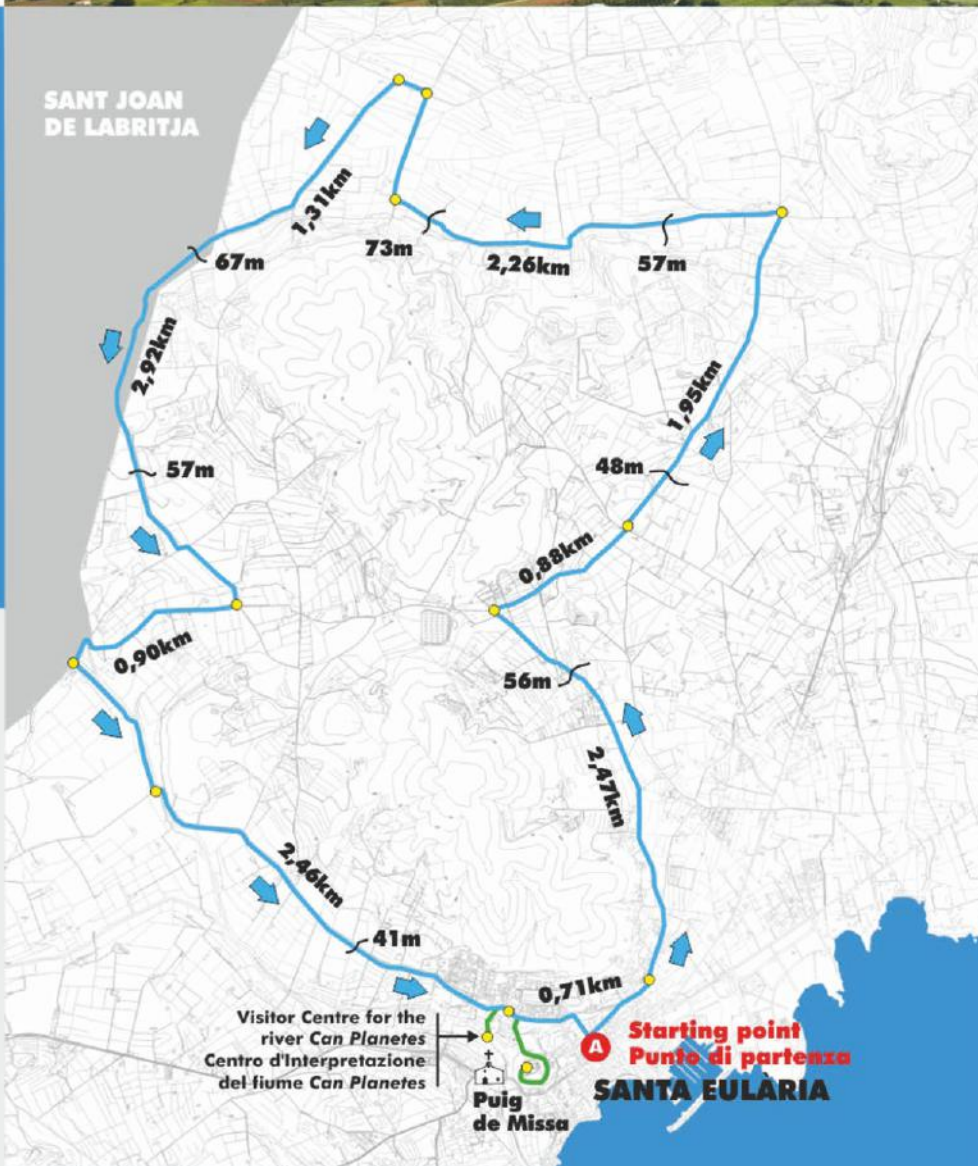 SANT JOAN
DE LABRITJA
1,31km
67m
73m
2,26km
57m
2,92km
1,95km
57m
48m
0,88km
0,90km
56m
2,47km
2,46km
41m
0,71km
Visitor Centre for the
river Can Planetes
Centro d'Interpretazione
del fiume Can Planetes
Puig
de Missa
A
Starting point
Punto di partenza
SANTA EULÀRIA